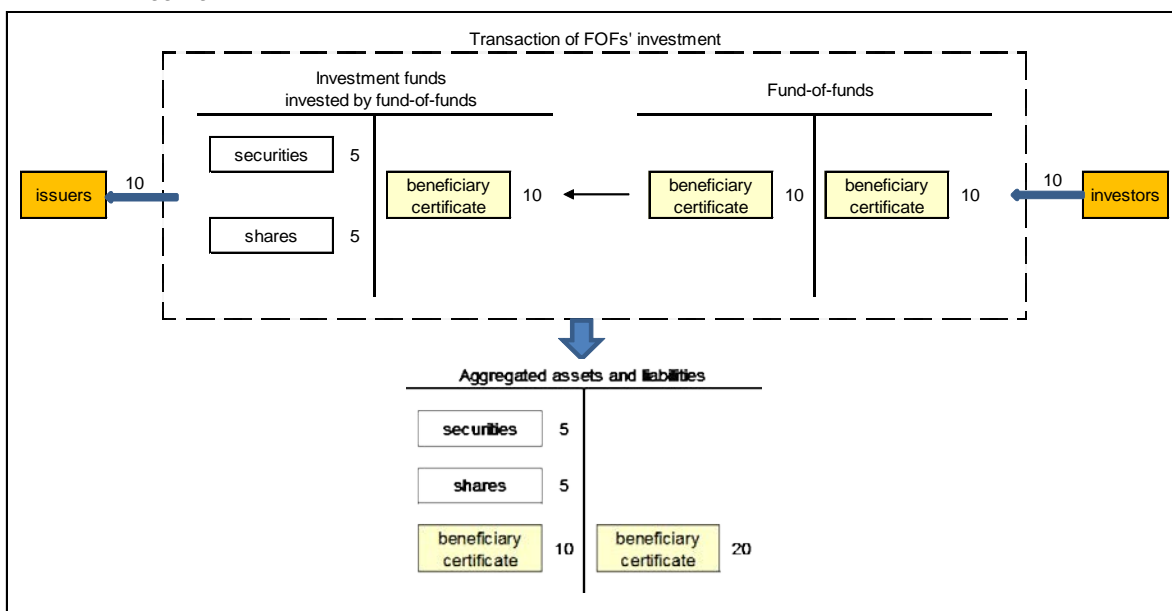 Transaction of FOFs' investment
Investment funds
invested by fund-of-funds
Fund-of-funds
securities 5
issuers
10
beneficiary
certificate
10
beneficiary
certificate
10
beneficiary
certificate
10
10
investors
shares 5
Aggregated assets and liabilities
securities 5
shares 5
beneficiary
certificate
10
beneficiary
certificate
20